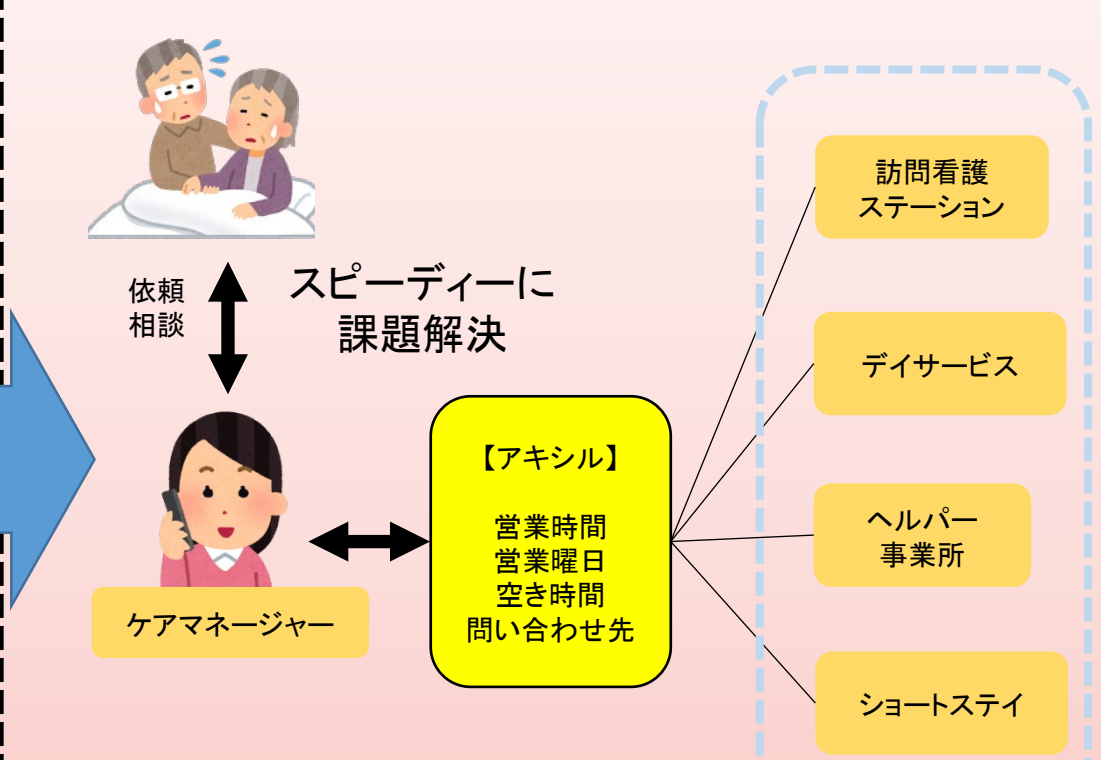 依頼
相談
スピーディーに
課題解決
ケアマネージャー
【アキシル】
営業時間
営業曜日
空き時間
問い合わせ先
訪問看護
ステーション
デイサービス
ヘルパー
事業所
ショートステイ